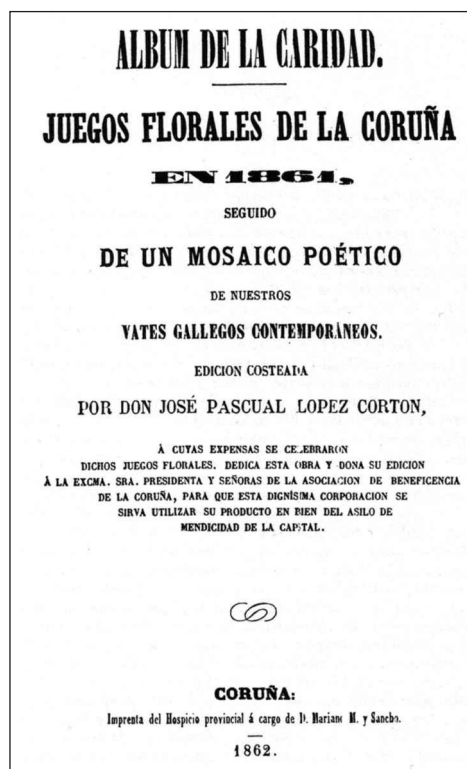 ALBUM DE LA CARIDAD.
JUEGOS FLORALES DE LA CORUÑA
EN 1861,
SEGUIDO
DE UN MOSAICO POÉTICO
DE NUESTROS
VATES GALLEGOS CONTEMPORÁNEOS.
EDICION COSTEADA
POR DON JOSÉ PASCUAL LOPEZ CORTON,
À CUYAS EXPENSAS SE CELEBRARON
DICHOS JUEGOS FLORALES. DEDICA ESTA OBRA Y DONA SU EDICION
À LA EXCMA. SRA. PRESIDENTA Y SEÑORAS DE LA ASOCIACION DE BENEFICENCIA
DE LA CORUÑA, PARA QUE ESTA DIGNÍSIMA CORPORACION SE
SIRVA UTILIZAR SU PRODUCTO EN BIEN DEL ASILO DE
MENDICIDAD DE LA CAPITAL.
CORUÑA:
Imprenta del Hospicio provincial á cargo de D. Mariano M. y Sancho.
1862.